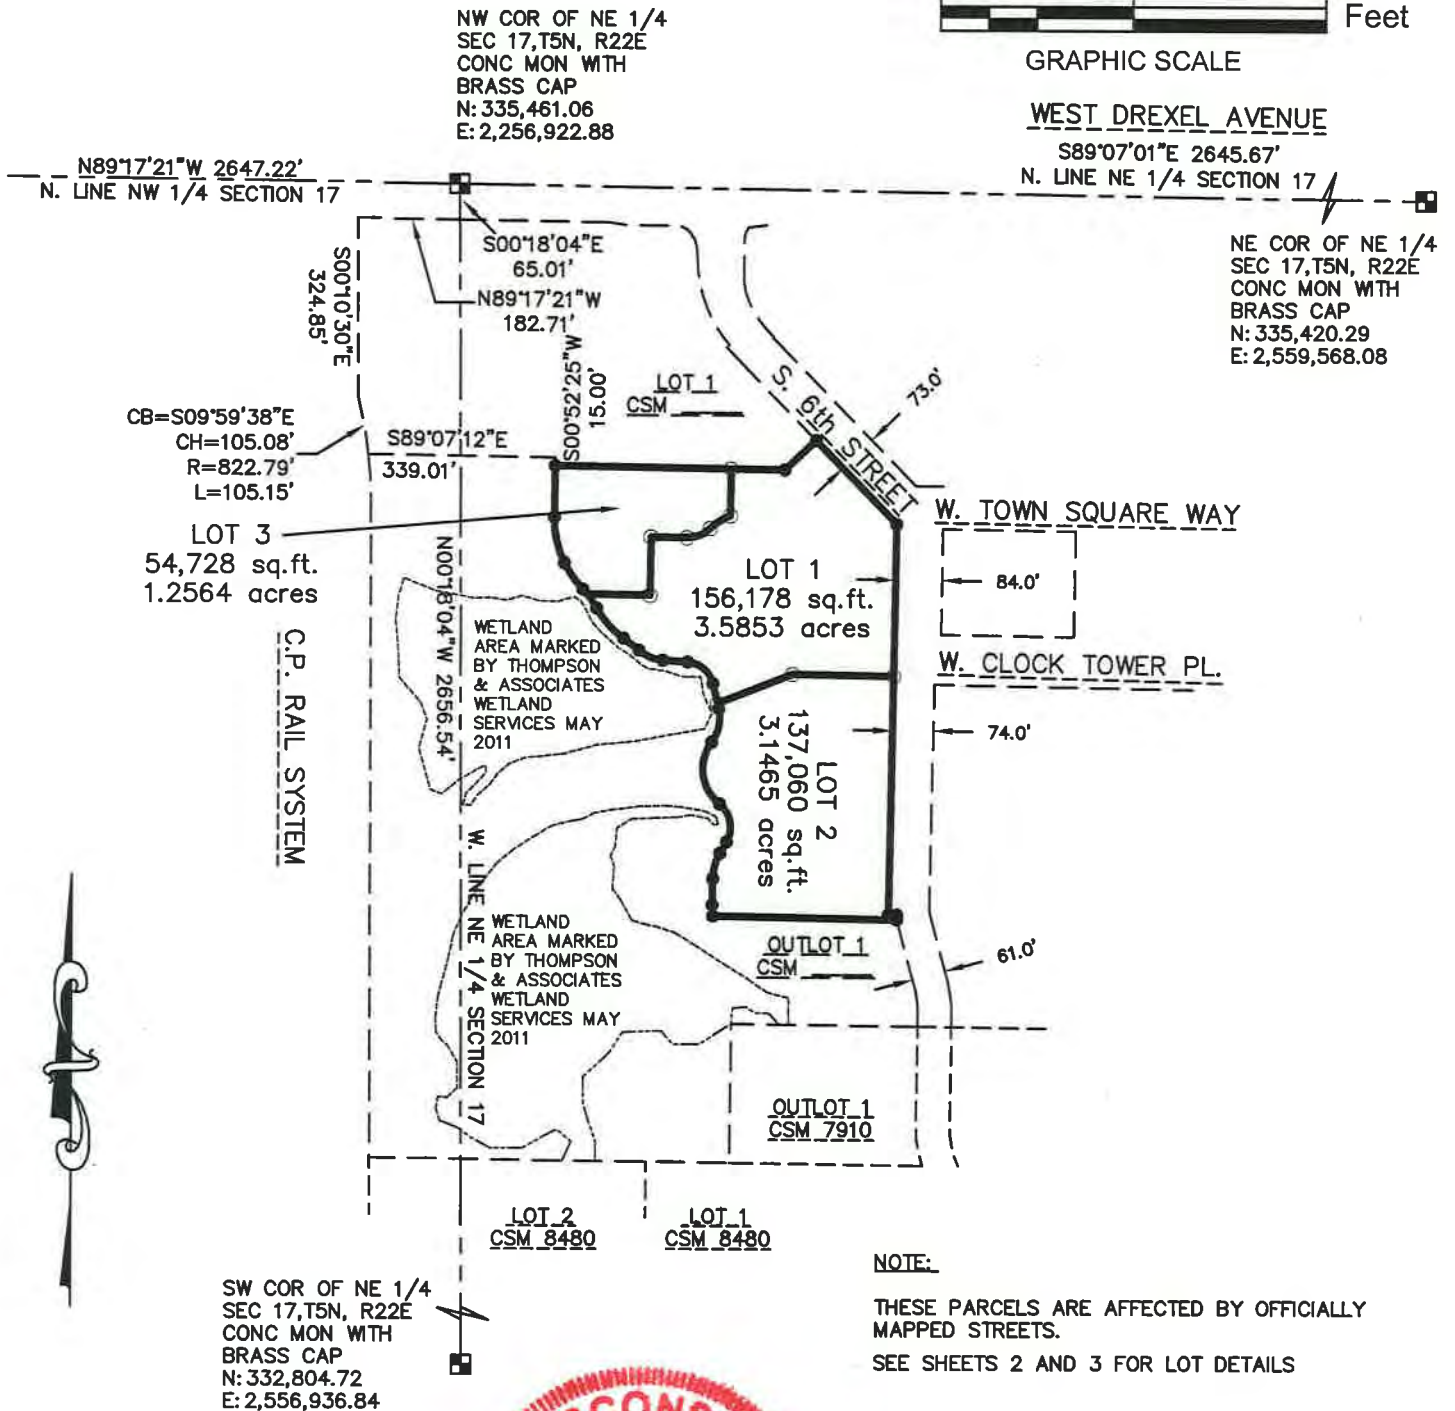 NW COR OF NE 1/4
SEC 17,T5N, R22E
CONC MON WITH
BRASS CAP
N: 335,461.06
E: 2,256,922.88
Feet
GRAPHIC SCALE
WEST DREXEL AVENUE
S89°07'01"E 2645.67'
N. LINE NE 1/4 SECTION 17
N89°17'21"W 2647.22'
N. LINE NW 1/4 SECTION 17
NE COR OF NE 1/4
SEC 17,T5N, R22E
CONC MON WITH
BRASS CAP
N: 335,420.29
E: 2,559,568.08
S00°18'04"E
65.01'
N89°17'21"W
182.71'
S00°10'30"E
324.85'
S00°52'25"W
15.00'
LOT 1
CSM
S. 6th STREET
73.0'
CB=S09°59'38"E
CH=105.08'
R=822.79'
L=105.15'
S89°07'12"E
339.01'
LOT 3
54,728 sq.ft.
1.2564 acres
W. TOWN SQUARE WAY
LOT 1
156,178 sq.ft.
3.5853 acres
84.0'
N00°18'04"W 2656.54'
WETLAND
AREA MARKED
BY THOMPSON
& ASSOCIATES
WETLAND
SERVICES MAY
2011
W. CLOCK TOWER PL.
C.P. RAIL SYSTEM
LOT 2
137,060 sq.ft.
3.1465 acres
74.0'
W. LINE NE 1/4 SECTION 17
WETLAND
AREA MARKED
BY THOMPSON
& ASSOCIATES
WETLAND
SERVICES MAY
2011
OUTLOT 1
CSM
61.0'
OUTLOT 1
CSM 7910
LOT 2
CSM 8480
LOT 1
CSM 8480
NOTE:
THESE PARCELS ARE AFFECTED BY OFFICIALLY
MAPPED STREETS.
SEE SHEETS 2 AND 3 FOR LOT DETAILS
SW COR OF NE 1/4
SEC 17,T5N, R22E
CONC MON WITH
BRASS CAP
N: 332,804.72
E: 2,556,936.84